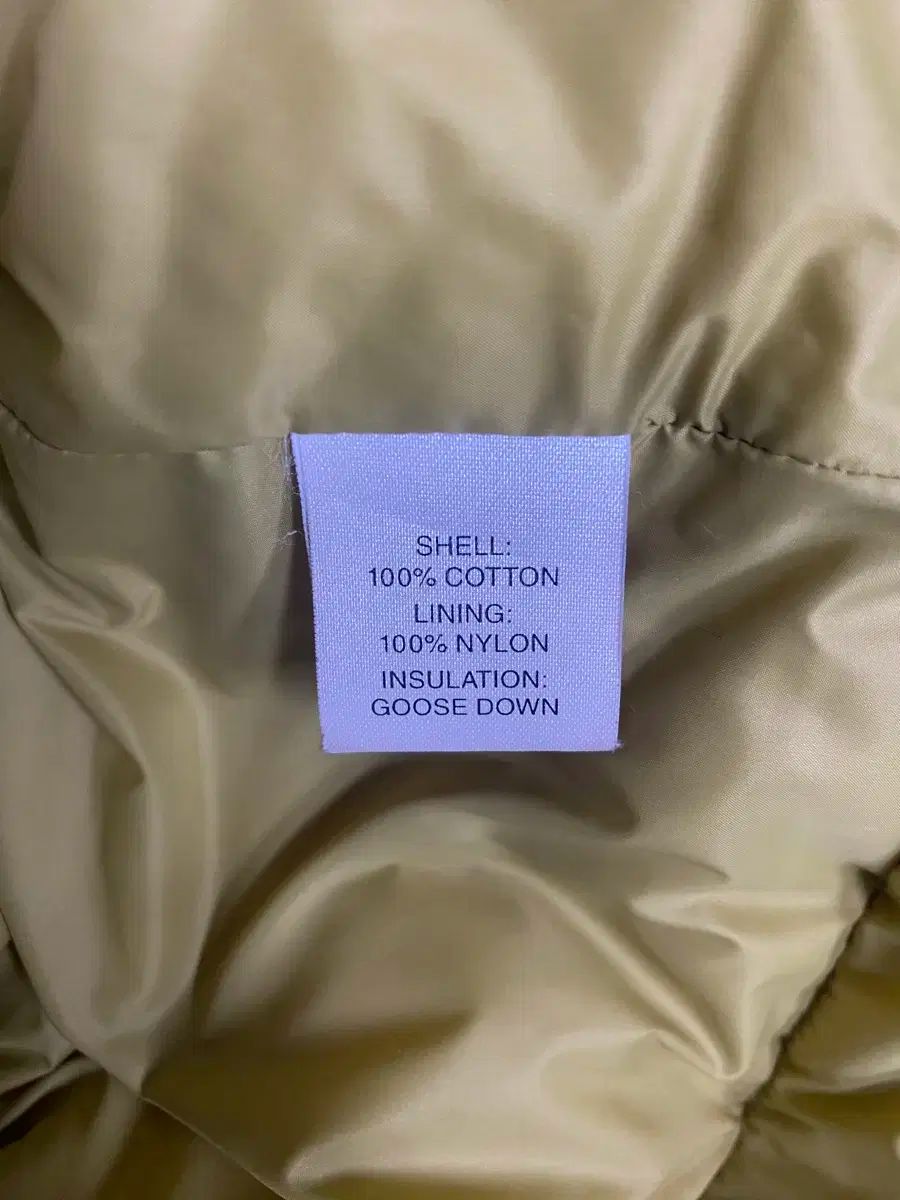 SHELL:
100% COTTON
LINING:
100% NYLON
INSULATION:
GOOSE DOWN